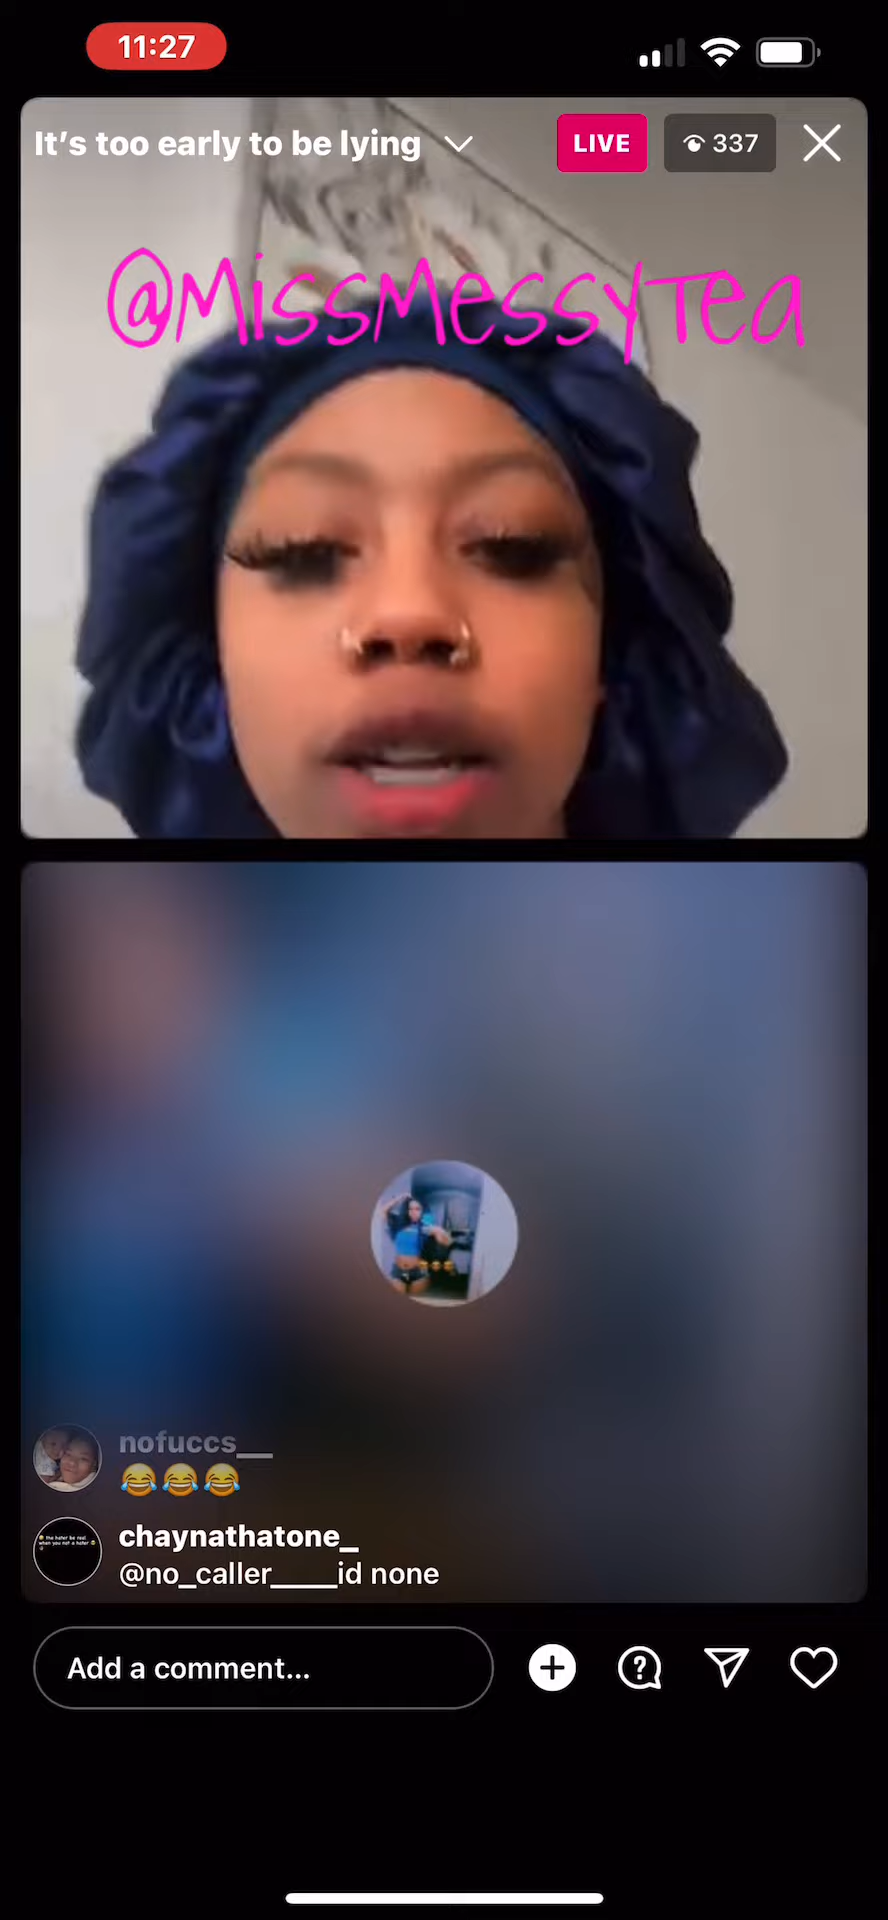 11:27
It's too early to be lying
LIVE
337
@MissMessyTea
nofuccs__
😂😂😂
chaynathatone_
@no_caller____id none
Add a comment...